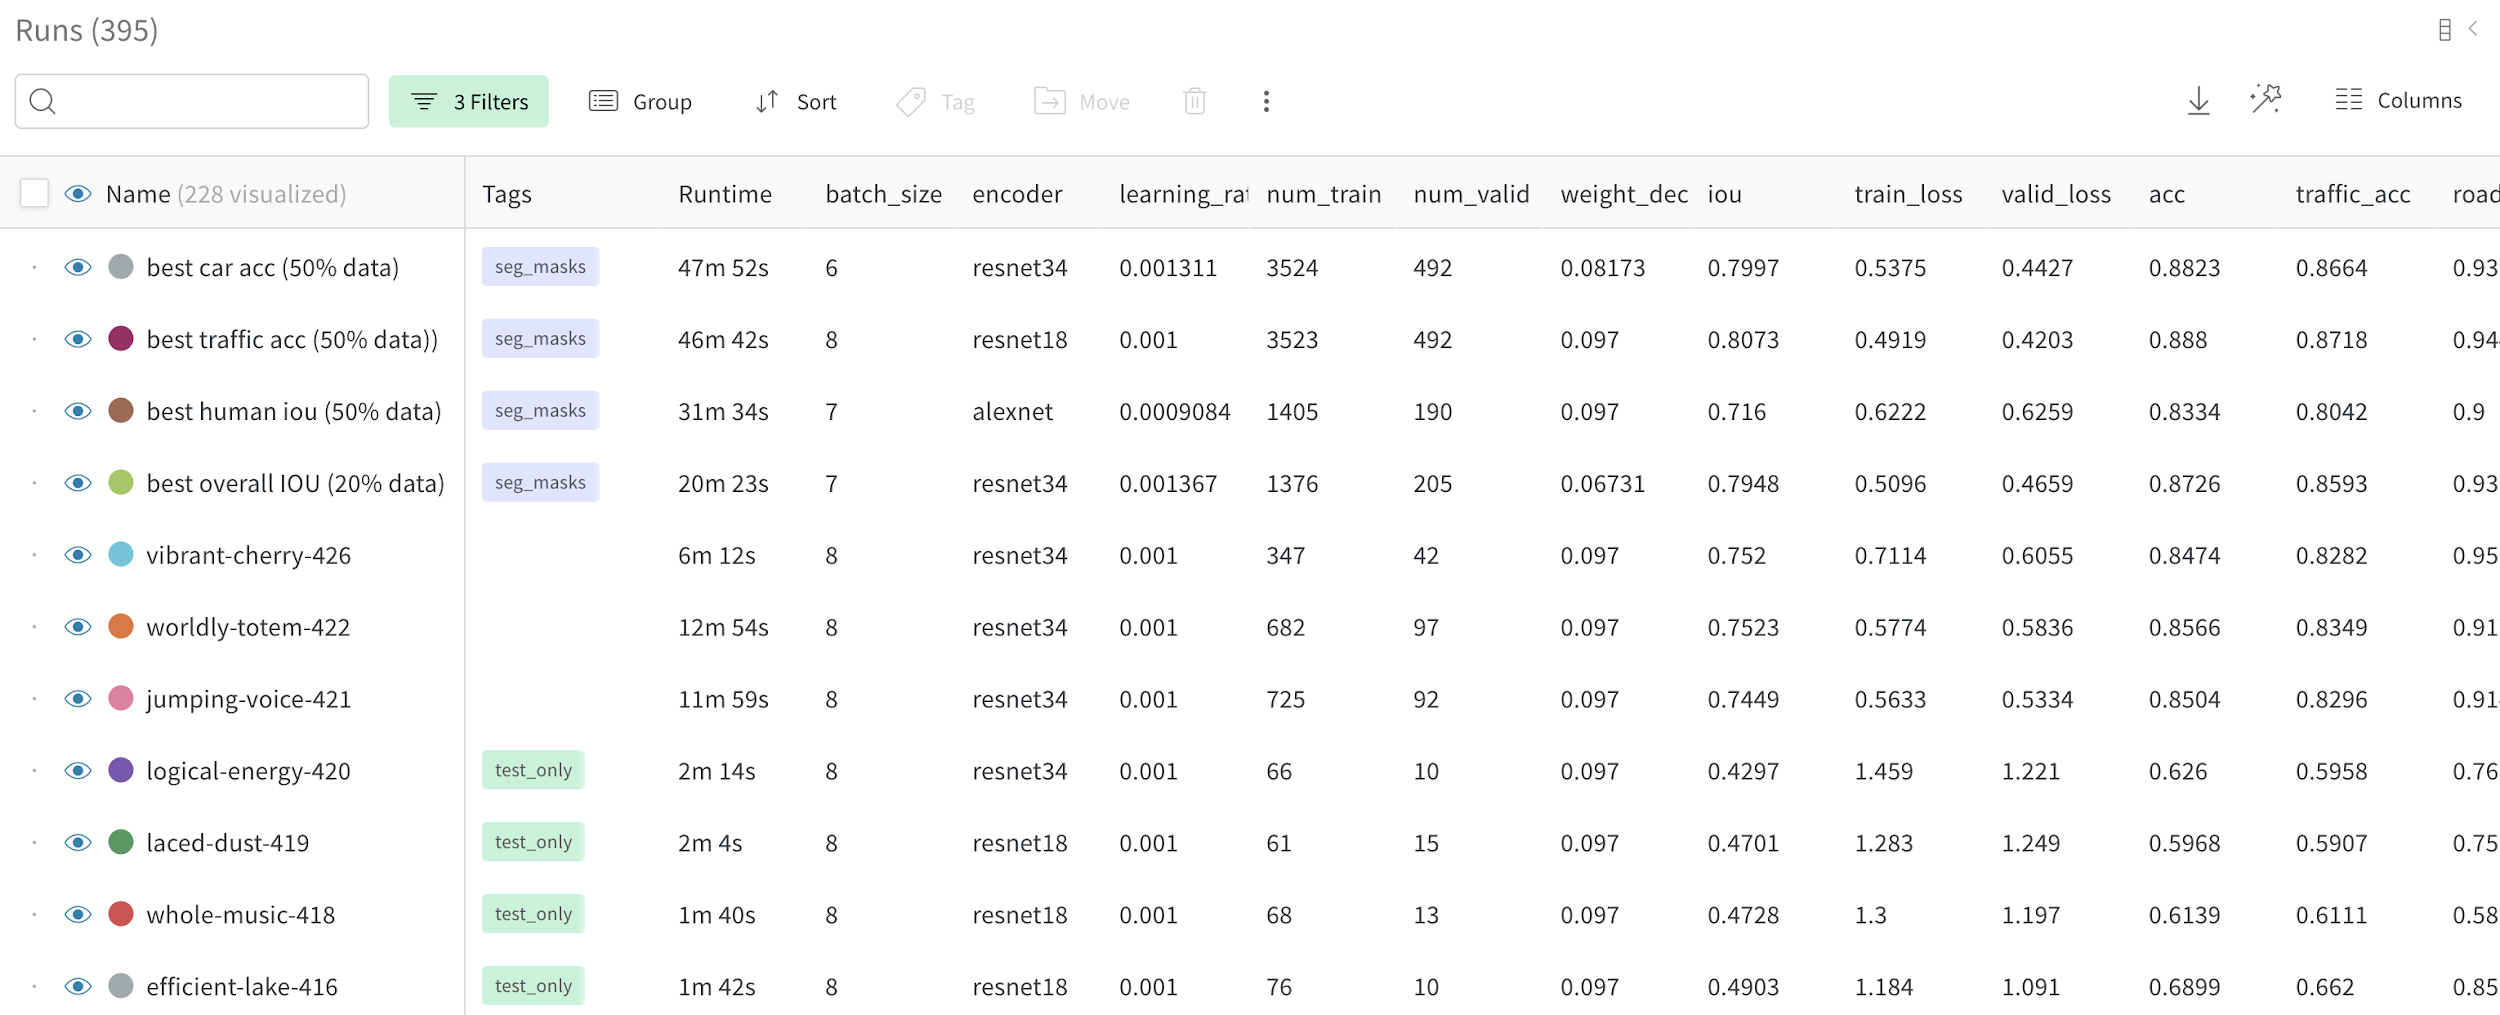 Runs (395)
3 Filters Group Sort Tag Move Columns
Name (228 visualized) Tags Runtime batch_size encoder learning_rat num_train num_valid weight_dec iou train_loss valid_loss acc traffic_acc road
best car acc (50% data) seg_masks 47m 52s 6 resnet34 0.001311 3524 492 0.08173 0.7997 0.5375 0.4427 0.8823 0.8664 0.93
best traffic acc (50% data)) seg_masks 46m 42s 8 resnet18 0.001 3523 492 0.097 0.8073 0.4919 0.4203 0.888 0.8718 0.94
best human iou (50% data) seg_masks 31m 34s 7 alexnet 0.0009084 1405 190 0.097 0.716 0.6222 0.6259 0.8334 0.8042 0.9
best overall IOU (20% data) seg_masks 20m 23s 7 resnet34 0.001367 1376 205 0.06731 0.7948 0.5096 0.4659 0.8726 0.8593 0.93
vibrant-cherry-426 6m 12s 8 resnet34 0.001 347 42 0.097 0.752 0.7114 0.6055 0.8474 0.8282 0.95
worldly-totem-422 12m 54s 8 resnet34 0.001 682 97 0.097 0.7523 0.5774 0.5836 0.8566 0.8349 0.91
jumping-voice-421 11m 59s 8 resnet34 0.001 725 92 0.097 0.7449 0.5633 0.5334 0.8504 0.8296 0.91
logical-energy-420 test_only 2m 14s 8 resnet34 0.001 66 10 0.097 0.4297 1.459 1.221 0.626 0.5958 0.76
laced-dust-419 test_only 2m 4s 8 resnet18 0.001 61 15 0.097 0.4701 1.283 1.249 0.5968 0.5907 0.75
whole-music-418 test_only 1m 40s 8 resnet18 0.001 68 13 0.097 0.4728 1.3 1.197 0.6139 0.6111 0.58
efficient-lake-416 test_only 1m 42s 8 resnet18 0.001 76 10 0.097 0.4903 1.184 1.091 0.6899 0.662 0.85